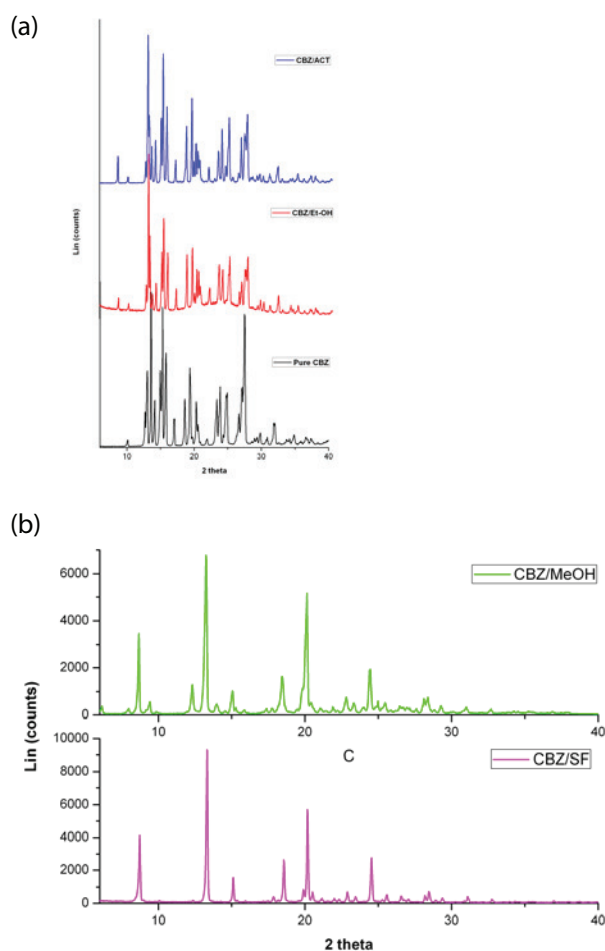 (a)
CBZ/ACT
CBZ/Et-OH
Pure CBZ
Lin (counts)
10 20 30 40
2 theta
(b)
CBZ/MeOH
6000
4000
2000
0
CBZ/SF
C
10000
8000
6000
4000
2000
0
Lin (counts)
10 20 30 40
2 theta